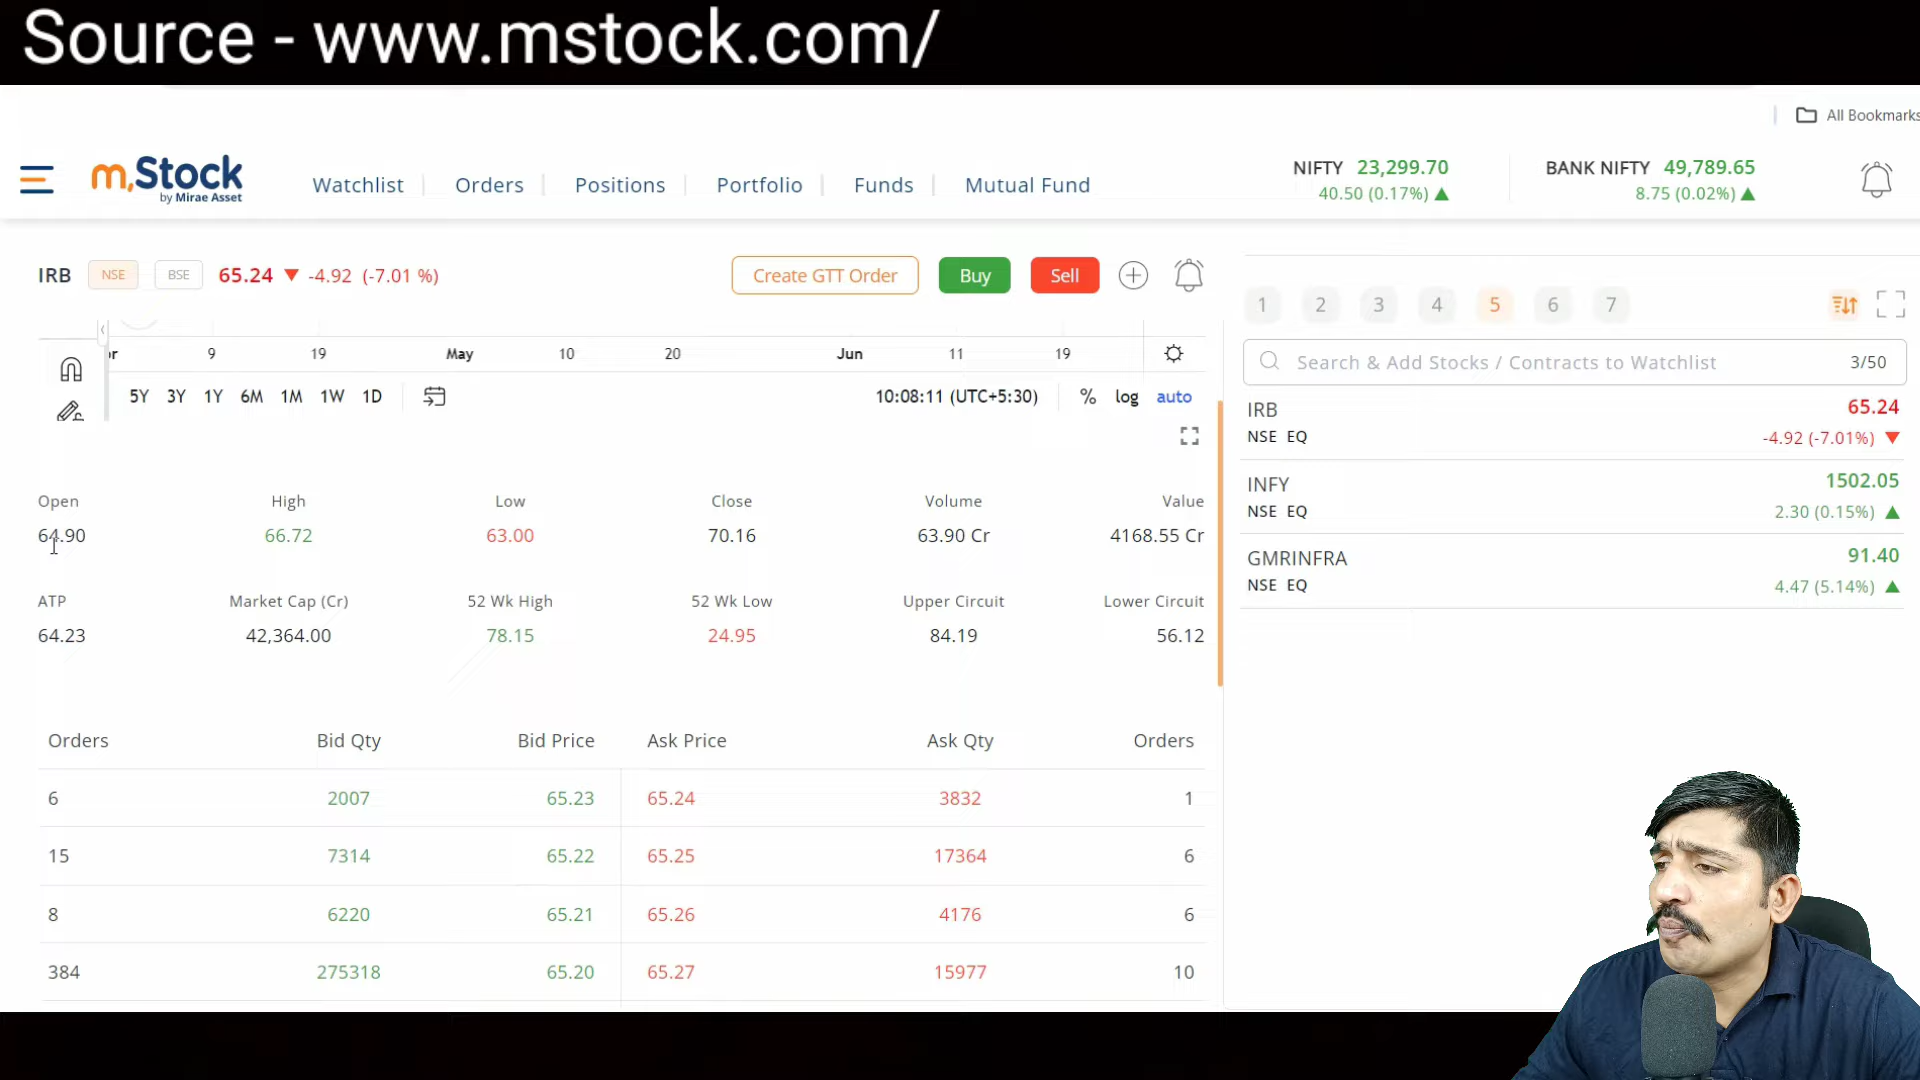 Source - www.mstock.com/
All Bookmarks
m.Stock
by Mirae Asset
Watchlist
Orders
Positions
Portfolio
Funds
Mutual Fund
NIFTY 23,299.70
40.50 (0.17%) ▲
BANK NIFTY 49,789.65
8.75 (0.02%) ▲
IRB NSE BSE 65.24 ▼ -4.92 (-7.01 %)
Create GTT Order
Buy
Sell
9 19 May 10 20 Jun 11 19
5Y 3Y 1Y 6M 1M 1W 1D
10:08:11 (UTC+5:30) % log auto
Open High Low Close Volume Value
64.90 66.72 63.00 70.16 63.90 Cr 4168.55 Cr
ATP Market Cap (Cr) 52 Wk High 52 Wk Low Upper Circuit Lower Circuit
64.23 42,364.00 78.15 24.95 84.19 56.12
Orders Bid Qty Bid Price Ask Price Ask Qty Orders
6 2007 65.23 65.24 3832 1
15 7314 65.22 65.25 17364 6
8 6220 65.21 65.26 4176 6
384 275318 65.20 65.27 15977 10
1 2 3 4 5 6 7
Search & Add Stocks / Contracts to Watchlist 3/50
IRB 65.24
NSE EQ -4.92 (-7.01%) ▼
INFY 1502.05
NSE EQ 2.30 (0.15%) ▲
GMRINFRA 91.40
NSE EQ 4.47 (5.14%) ▲